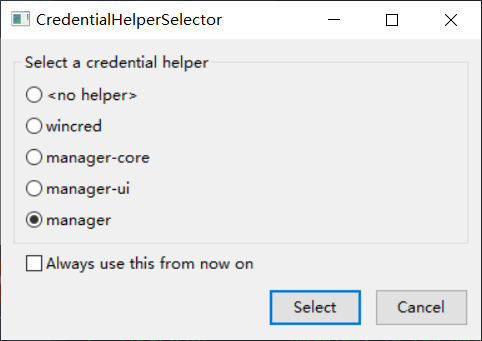 CredentialHelperSelector
Select a credential helper
<no helper>
wincred
manager-core
manager-ui
manager
Always use this from now on
Select
Cancel